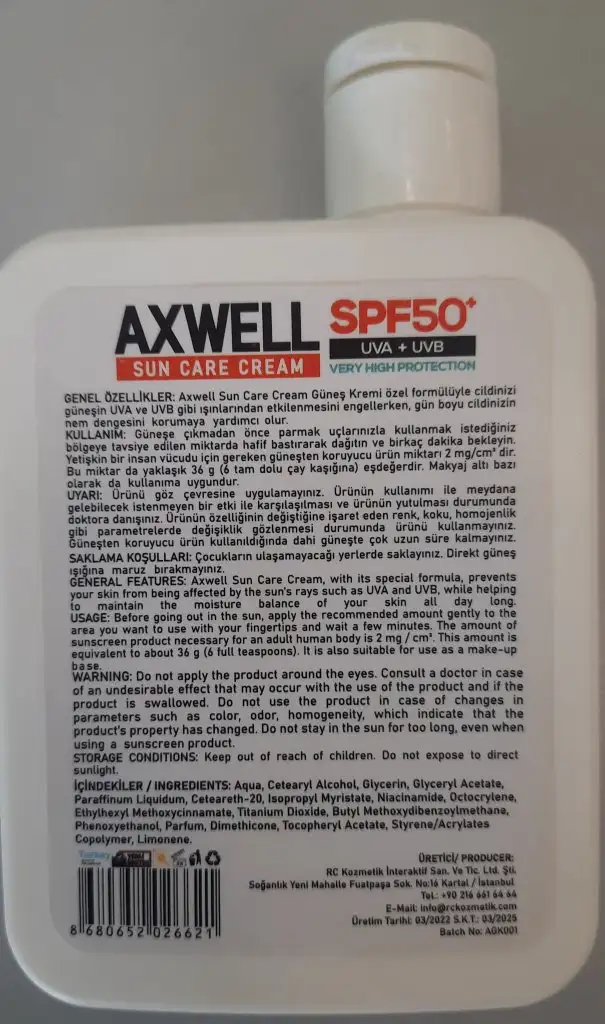 AXWELL
SUN CARE CREAM
SPF50+
UVA + UVB
VERY HIGH PROTECTION
GENEL ÖZELLİKLER: Axwell Sun Care Cream Güneş Kremi özel formülüyle cildinizi
güneşin UVA ve UVB gibi ışınlarından etkilenmesini engellerken, gün boyu cildinizin
nem dengesini korumaya yardımcı olur.
KULLANIM: Güneşe çıkmadan önce parmak uçlarınızla kullanmak istediğiniz
bölgeye tavsiye edilen miktarda hafif bastırarak dağıtın ve birkaç dakika bekleyin.
Yetişkin bir insan vücudu için gereken güneşten koruyucu ürün miktarı 2 mg/cm² dir.
Bu miktar da yaklaşık 36 g (6 tam dolu çay kaşığına) eşdeğerdir. Makyaj altı bazı
olarak da kullanıma uygundur.
UYARI: Ürünü göz çevresine uygulamayınız. Ürünün kullanımı ile meydana
gelebilecek istenmeyen bir etki ile karşılaşılması ve ürünün yutulması durumunda
doktora danışınız. Ürünün özelliğinin değiştiğine işaret eden renk, koku, homojenlik
gibi parametrelerde değişiklik gözlenmesi durumunda ürünü kullanmayınız.
Güneşten koruyucu ürün kullanıldığında dahi güneşte çok uzun süre kalmayınız.
SAKLAMA KOŞULLARI: Çocukların ulaşamayacağı yerlerde saklayınız. Direkt güneş
ışığına maruz bırakmayınız.
GENERAL FEATURES: Axwell Sun Care Cream, with its special formula, prevents
your skin from being affected by the sun's rays such as UVA and UVB, while helping
to maintain the moisture balance of your skin all day long.
USAGE: Before going out in the sun, apply the recommended amount gently to the
area you want to use with your fingertips and wait a few minutes. The amount of
sunscreen product necessary for an adult human body is 2 mg / cm². This amount is
equivalent to about 36 g (6 full teaspoons). It is also suitable for use as a make-up
base.
WARNING: Do not apply the product around the eyes. Consult a doctor in case
of an undesirable effect that may occur with the use of the product and if the
product is swallowed. Do not use the product in case of changes in
parameters such as color, odor, homogeneity, which indicate that the
product's property has changed. Do not stay in the sun for too long, even when
using a sunscreen product.
STORAGE CONDITIONS: Keep out of reach of children. Do not expose to direct
sunlight.
İÇİNDEKİLER / INGREDIENTS: Aqua, Cetearyl Alcohol, Glycerin, Glyceryl Acetate,
Paraffinum Liquidum, Ceteareth-20, Isopropyl Myristate, Niacinamide, Octocrylene,
Ethylhexyl Methoxycinnamate, Titanium Dioxide, Butyl Methoxydibenzoylmethane,
Phenoxyethanol, Parfum, Dimethicone, Tocopheryl Acetate, Styrene/Acrylates
Copolymer, Limonene.
Turkey
8 680652 026621
ÜRETİCİ/ PRODUCER:
RC Kozmetik İnteraktif San. Ve Tic. Ltd. Şti.
Soğanlık Yeni Mahalle Fuatpaşa Sok. No:16 Kartal / İstanbul
Tel.: +90 216 661 64 64
E-Mail: info@rckozmetik.com
Üretim Tarihi: 03/2022 S.K.T.: 03/2025
Batch No: AGK001